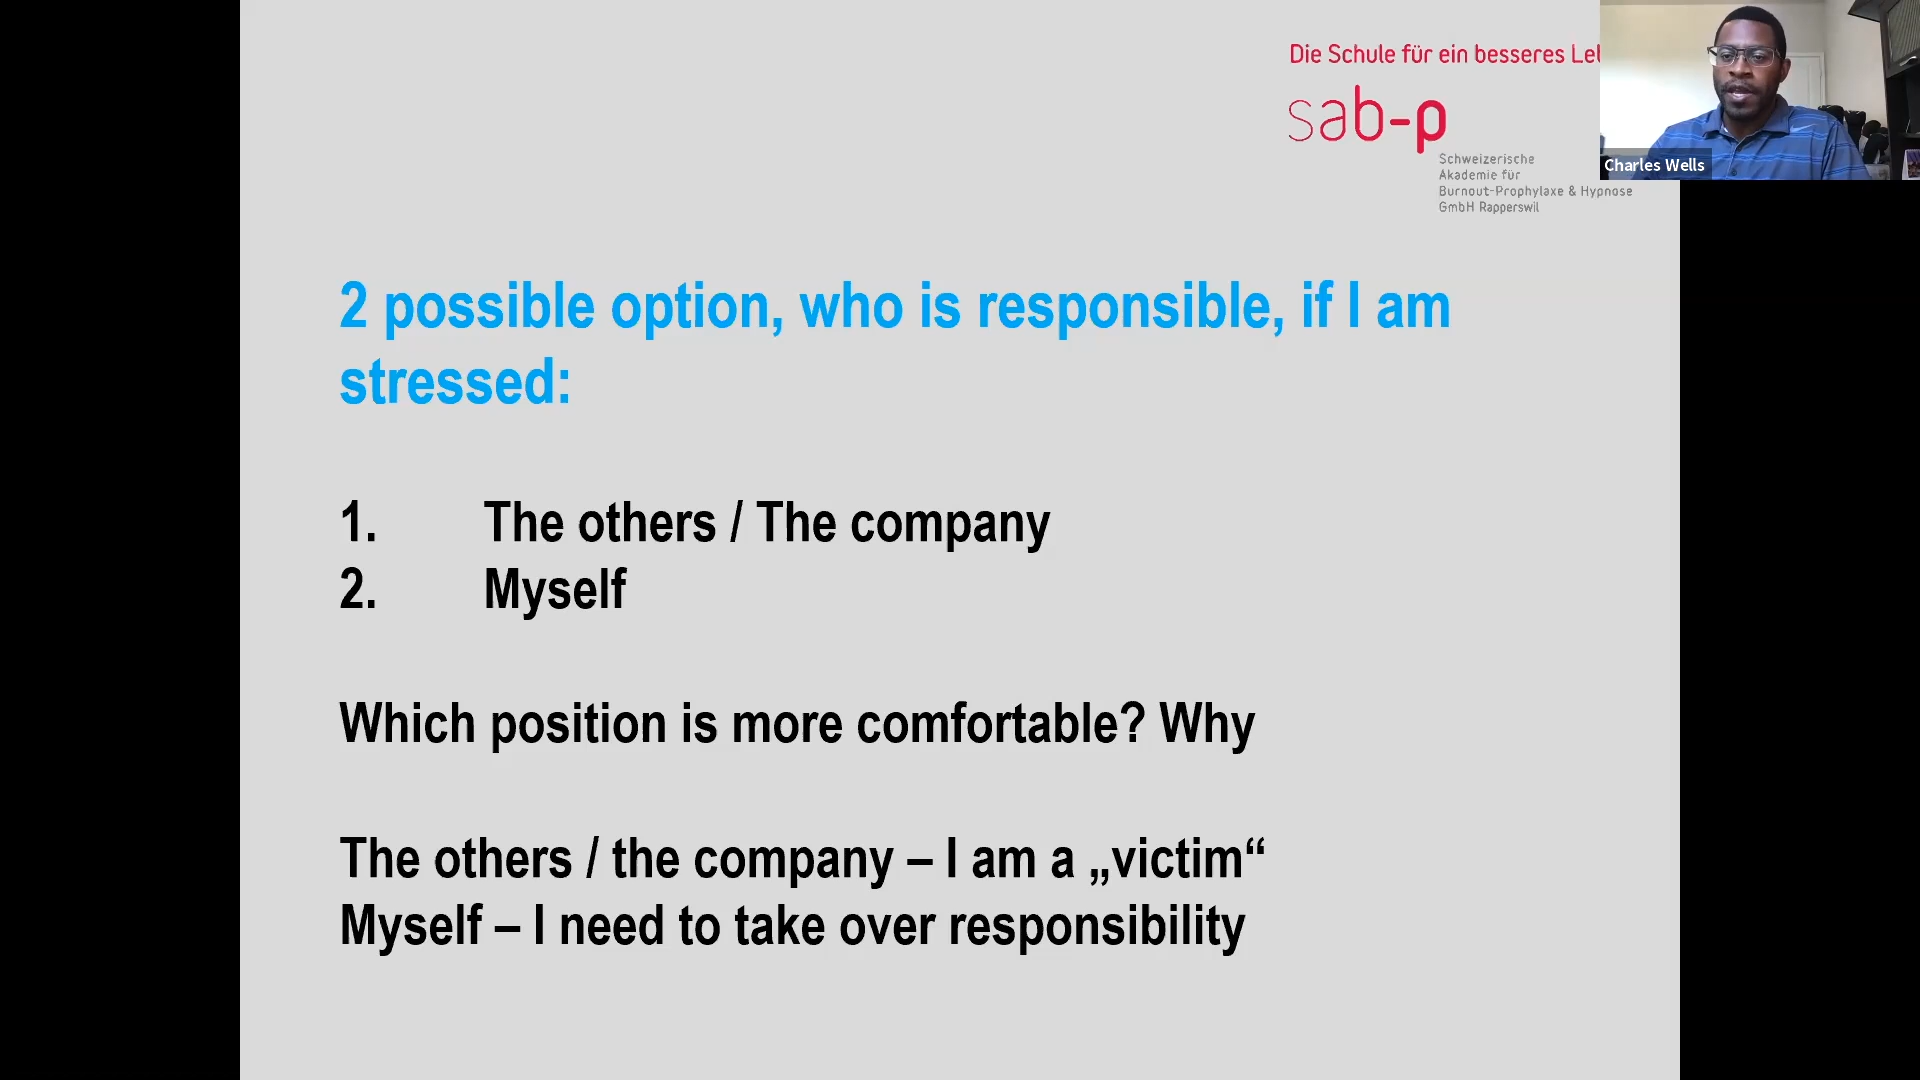 Die Schule für ein besseres
sab-p
Schweizerische
Akademie für
Burnout-Prophylaxe & Hypnose
GmbH Rapperswil
Charles Wells
2 possible option, who is responsible, if I am
stressed:
1. The others / The company
2. Myself
Which position is more comfortable? Why
The others / the company – I am a „victim“
Myself – I need to take over responsibility